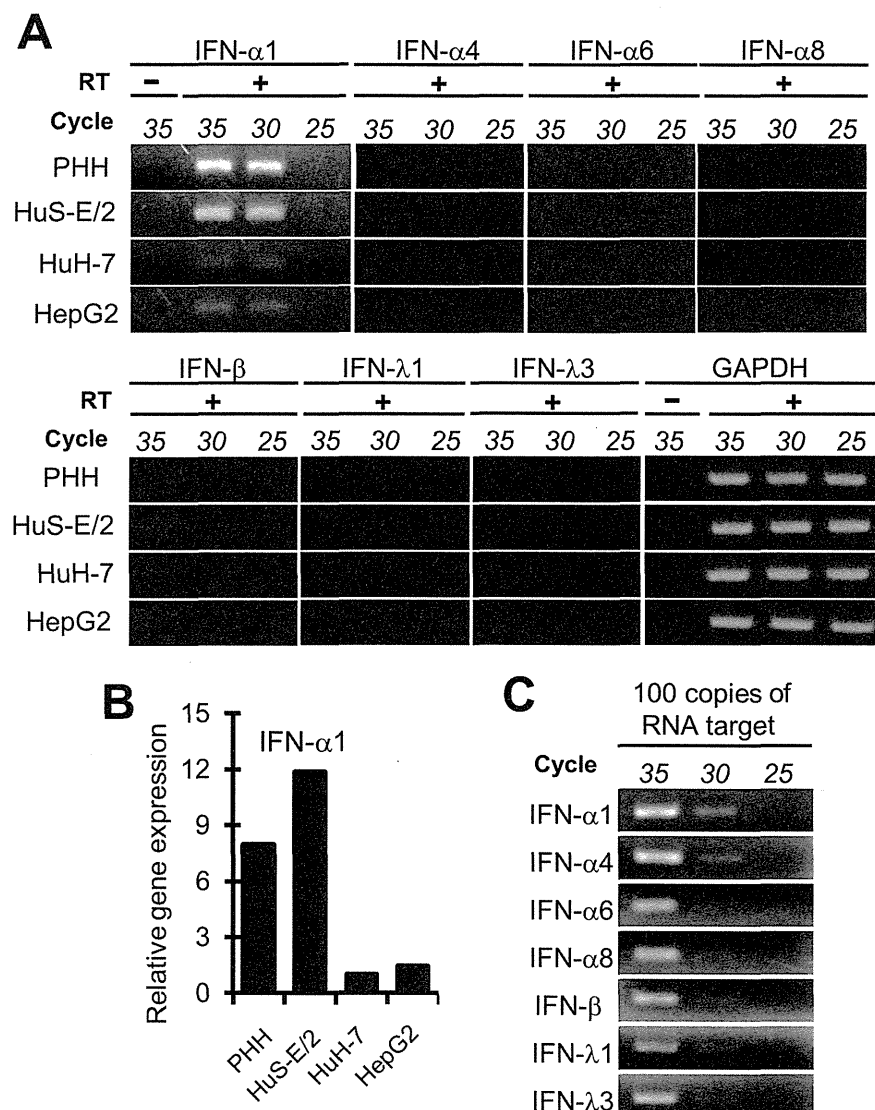 A
IFN-α1 IFN-α4 IFN-α6 IFN-α8
RT − + + + +
Cycle 35 35 30 25 35 30 25 35 30 25 35 30 25
PHH
HuS-E/2
HuH-7
HepG2
IFN-β IFN-λ1 IFN-λ3 GAPDH
RT + + + − +
Cycle 35 30 25 35 30 25 35 30 25 35 35 30 25
PHH
HuS-E/2
HuH-7
HepG2
B
IFN-α1
Relative gene expression
15
12
9
6
3
0
PHH
HuS-E/2
HuH-7
HepG2
C
100 copies of
RNA target
Cycle 35 30 25
IFN-α1
IFN-α4
IFN-α6
IFN-α8
IFN-β
IFN-λ1
IFN-λ3